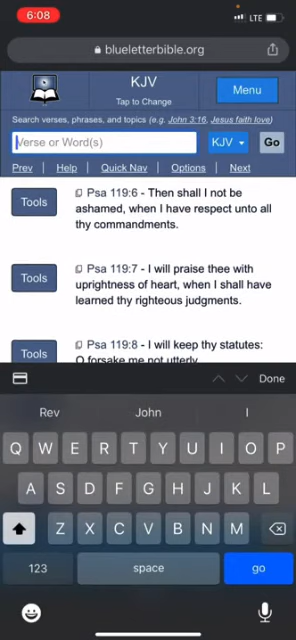 6:08
LTE
blueletterbible.org
KJV
Tap to Change
Menu
Search verses, phrases, and topics (e.g. John 3:16, Jesus faith love)
Verse or Word(s)
KJV
Go
Prev | Help | Quick Nav | Options | Next
Tools
Psa 119:6 - Then shall I not be
ashamed, when I have respect unto all
thy commandments.
Tools
Psa 119:7 - I will praise thee with
uprightness of heart, when I shall have
learned thy righteous judgments.
Tools
Psa 119:8 - I will keep thy statutes:
O forsake me not utterly.
Done
Rev John I
Q W E R T Y U I O P
A S D F G H J K L
Z X C V B N M
123 space go